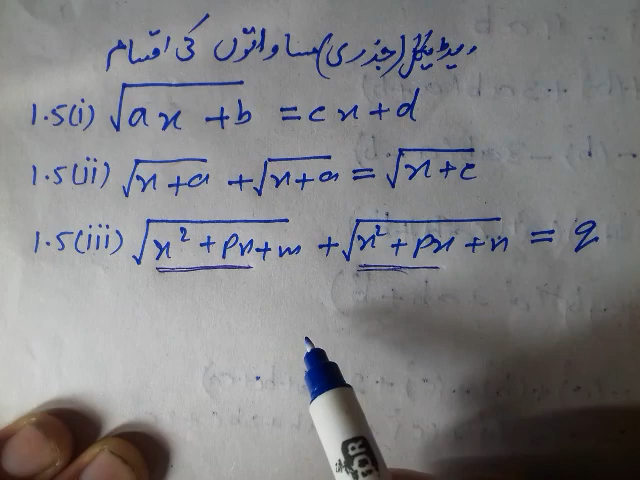 ریڈیکل (جذری) مساواتوں کی اقسام
1.5(i) √ax + b = cx + d
1.5(ii) √x + a + √x + a = √x + c
1.5(iii) √x² + px + m + √x² + px + n = q
DR